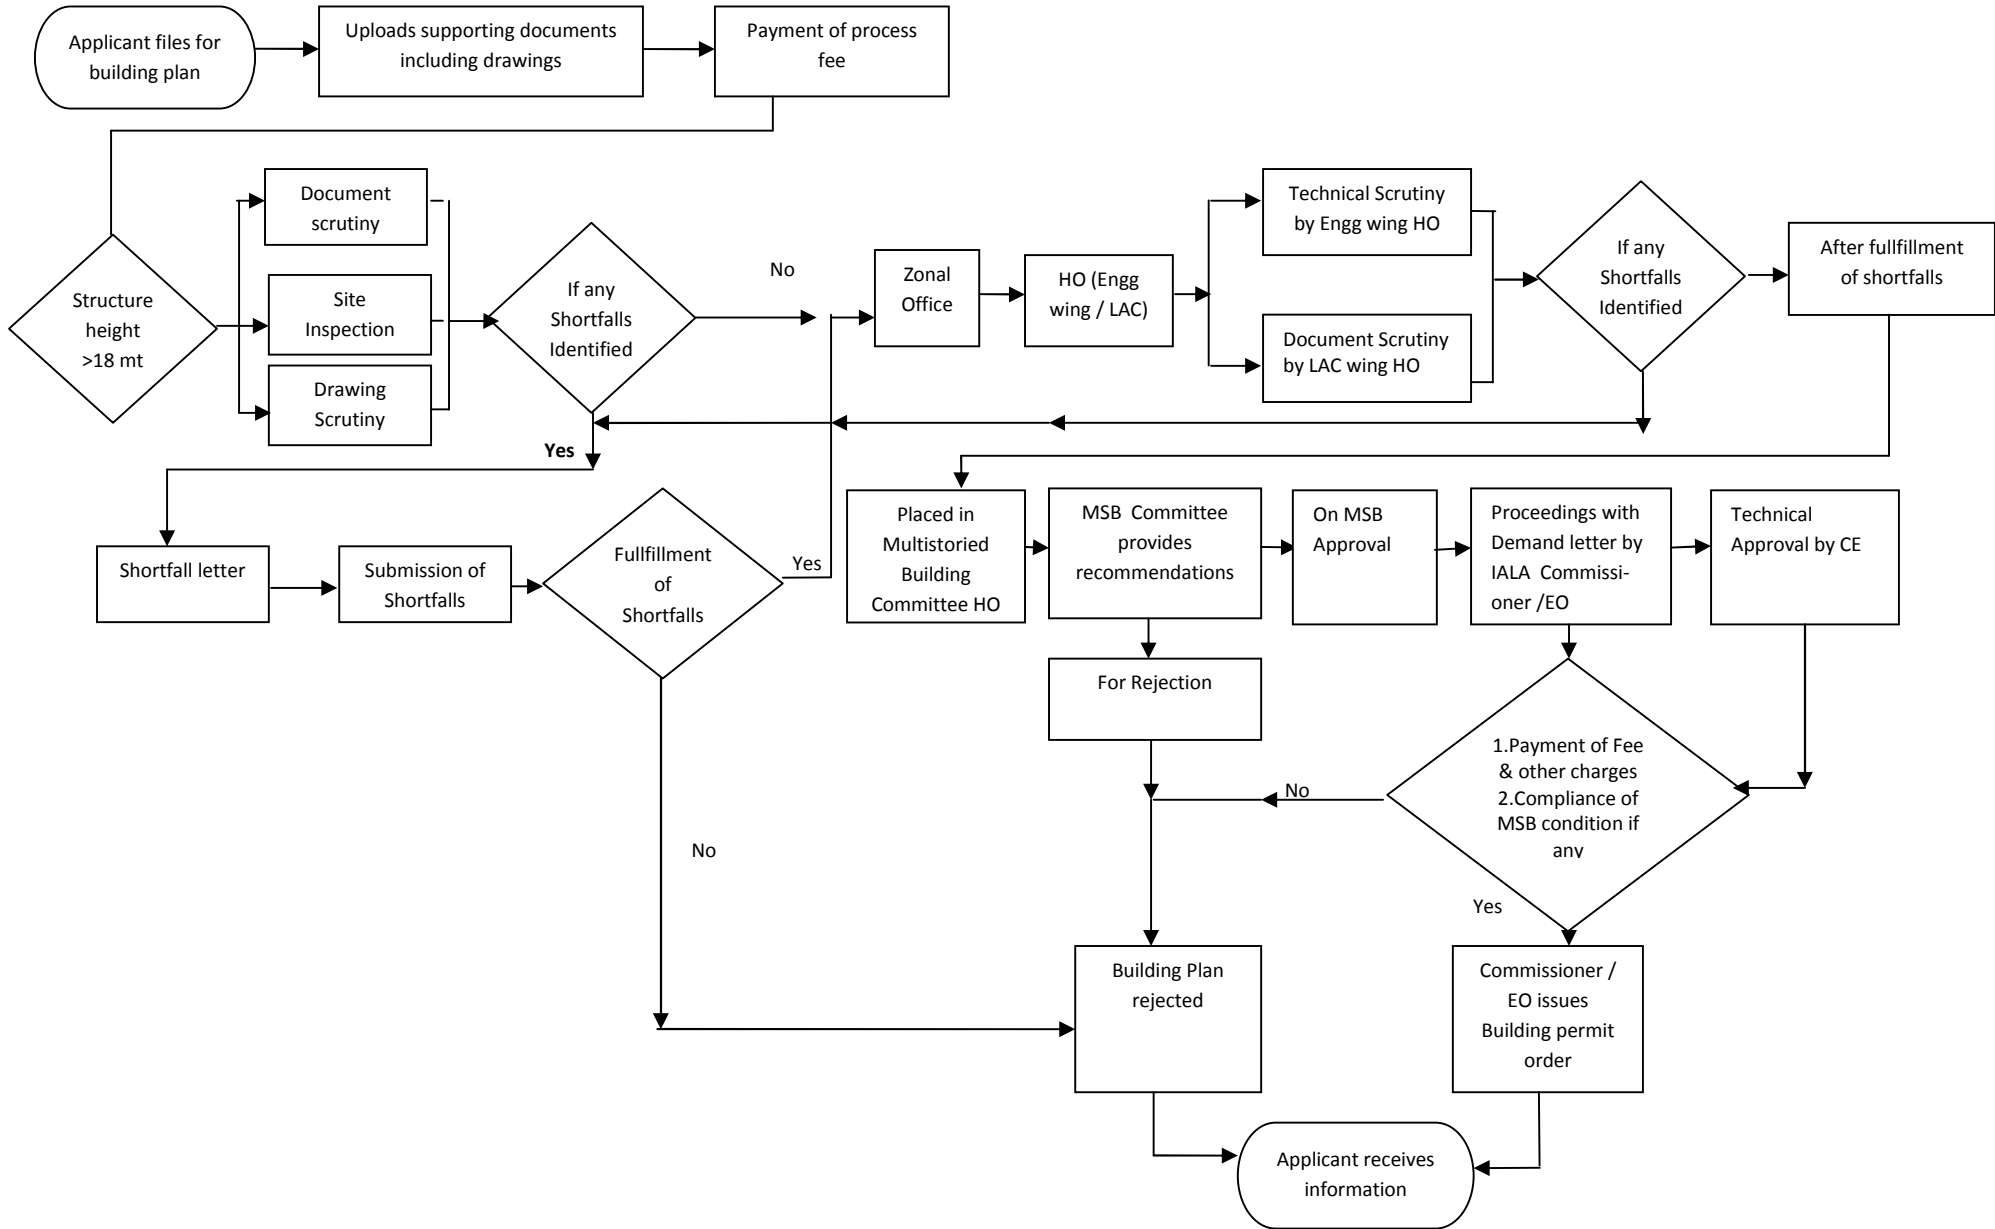 Applicant files for
building plan
Uploads supporting documents
including drawings
Payment of process
fee
Structure
height
>18 mt
Document
scrutiny
Site
Inspection
Drawing
Scrutiny
If any
Shortfalls
Identified
No
Yes
Zonal
Office
HO (Engg
wing / LAC)
Technical Scrutiny
by Engg wing HO
Document Scrutiny
by LAC wing HO
If any
Shortfalls
Identified
After fullfillment
of shortfalls
Shortfall letter
Submission of
Shortfalls
Fullfillment
of
Shortfalls
Yes
No
Placed in
Multistoried
Building
Committee HO
MSB  Committee
provides
recommendations
On MSB
Approval
Proceedings with
Demand letter by
IALA  Commissi-
oner /EO
Technical
Approval by CE
For Rejection
1.Payment of Fee
& other charges
2.Compliance of
MSB condition if
any
No
Yes
Building Plan
rejected
Commissioner /
EO issues
Building permit
order
Applicant receives
information